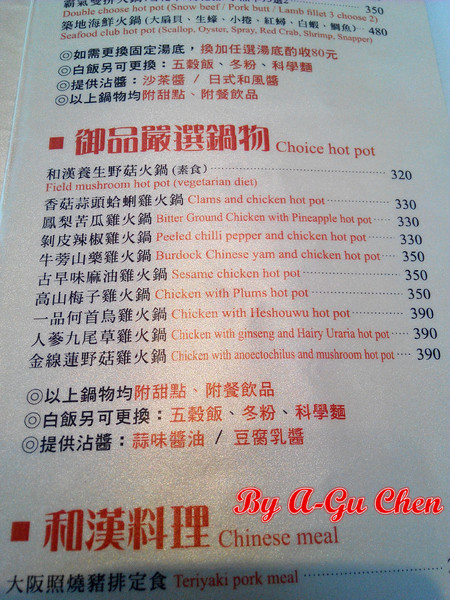 Double choose hot pot (Snow beef / Pork butt / Lamb fillet 3 choose 2) 350
築地海鮮火鍋(大扇貝、生蠔、小捲、紅蟳、白蝦、鯛魚) 480
Seafood club hot pot (Scallop, Oyster, Spray, Red Crab, Shrimp, Snapper)
◎如需更換固定湯底，換加任選湯底酌收80元
◎白飯另可更換：五穀飯、冬粉、科學麵
◎提供沾醬：沙茶醬 / 日式和風醬
◎以上鍋物均附甜點、附餐飲品
■ 御品嚴選鍋物 Choice hot pot
和漢養生野菇火鍋(素食) 320
Field mushroom hot pot (vegetarian diet)
香菇蒜頭蛤蜊雞火鍋 Clams and chicken hot pot 330
鳳梨苦瓜雞火鍋 Bitter Ground Chicken with Pineapple hot pot 330
剝皮辣椒雞火鍋 Peeled chilli pepper and chicken hot pot 330
牛蒡山藥雞火鍋 Burdock Chinese yam and chicken hot pot 350
古早味麻油雞火鍋 Sesame chicken hot pot 350
高山梅子雞火鍋 Chicken with Plums hot pot 350
一品何首烏雞火鍋 Chicken with Heshouwu hot pot 390
人蔘九尾草雞火鍋 Chicken with ginseng and Hairy Uraria hot pot 390
金線蓮野菇雞火鍋 Chicken with anoectochilus and mushroom hot pot 390
◎以上鍋物均附甜點、附餐飲品
◎白飯另可更換：五穀飯、冬粉、科學麵
◎提供沾醬：蒜味醬油 / 豆腐乳醬
By A-Gu Chen
■ 和漢料理 Chinese meal
大阪照燒豬排定食 Teriyaki pork meal